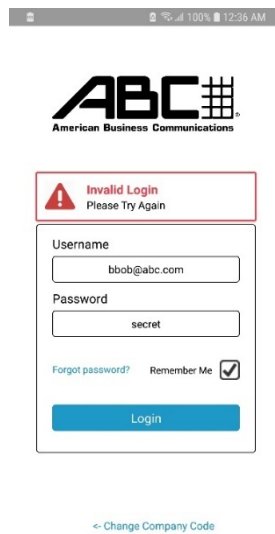 100% 12:36 AM
ABC
American Business Communications
Invalid Login
Please Try Again
Username
bbob@abc.com
Password
secret
Forgot password? Remember Me
Login
<- Change Company Code